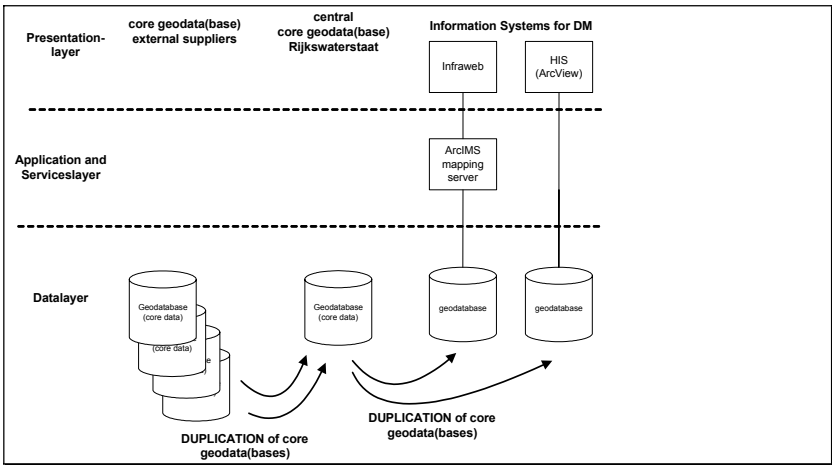 core geodata(base)
external suppliers
central
core geodata(base)
Rijkswaterstaat
Information Systems for DM
Presentation-
layer
Infraweb
HIS
(ArcView)
Application and
Serviceslayer
ArcIMS
mapping
server
Datalayer
Geodatabase
(core data)
(core data)
Geodatabase
(core data)
geodatabase
geodatabase
DUPLICATION of core
geodata(bases)
DUPLICATION of core
geodata(bases)